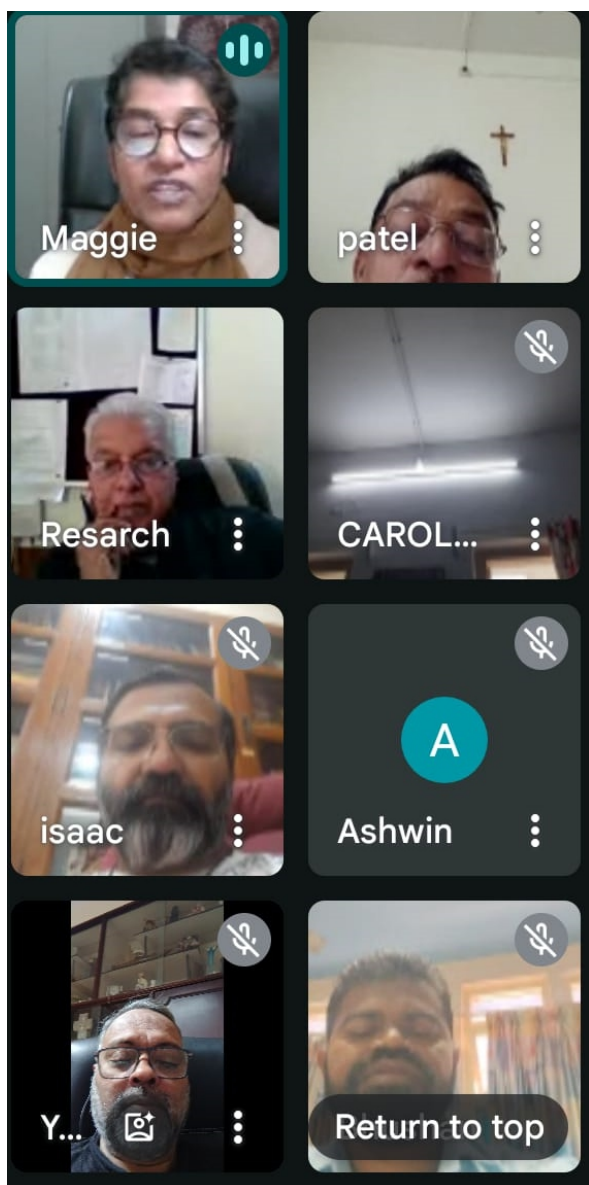 Maggie
patel
Resarch
CAROL...
isaac
A
Ashwin
Y...
Return to top